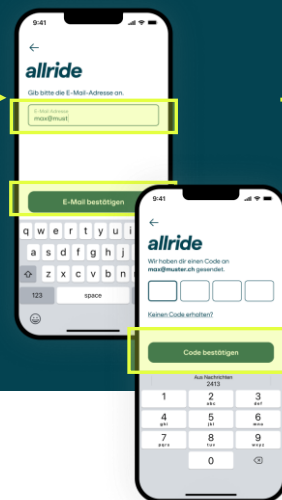 9:41
allride
Gib bitte die E-Mail-Adresse an.
E-Mail Adresse
max@must
E-Mail bestätigen
q w e r t y u i
a s d f g h j
z x c v b n
123 space
9:41
allride
Wir haben dir einen Code an
max@muster.ch gesendet.
Keinen Code erhalten?
Code bestätigen
Aus Nachrichten
2413
1 2 3
ABC DEF
4 5 6
GHI JKL MNO
7 8 9
PQRS TUV WXYZ
0